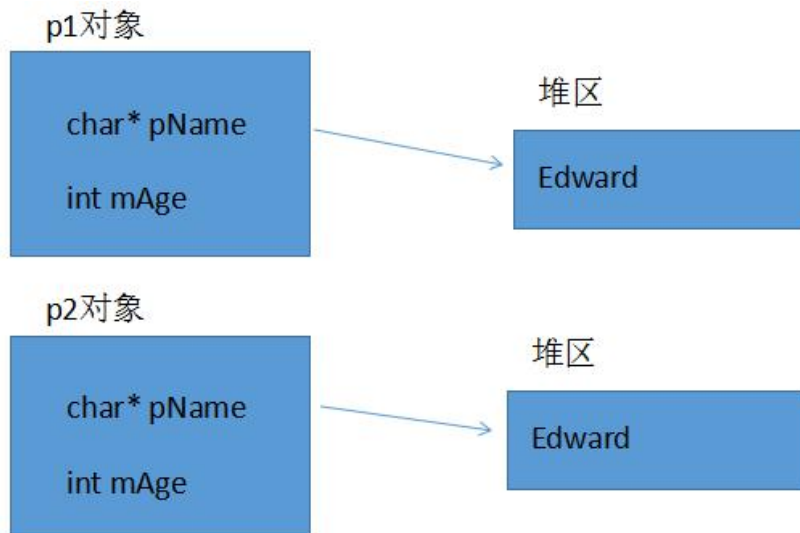 p1对象
char* pName
int mAge
堆区
Edward
p2对象
char* pName
int mAge
堆区
Edward